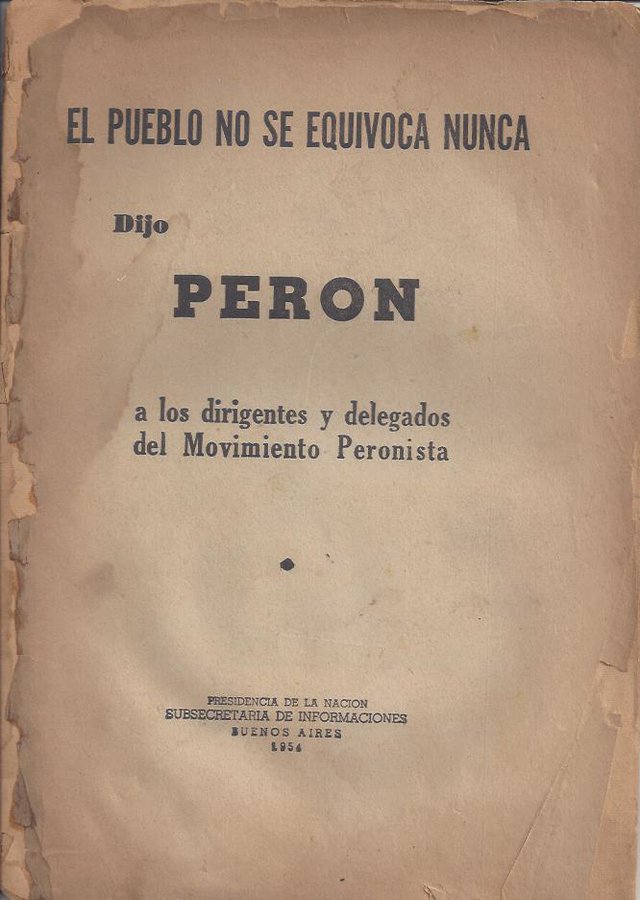 EL PUEBLO NO SE EQUIVOCA NUNCA
Dijo
PERON
a los dirigentes y delegados
del Movimiento Peronista
PRESIDENCIA DE LA NACION
SUBSECRETARIA DE INFORMACIONES
BUENOS AIRES
1954